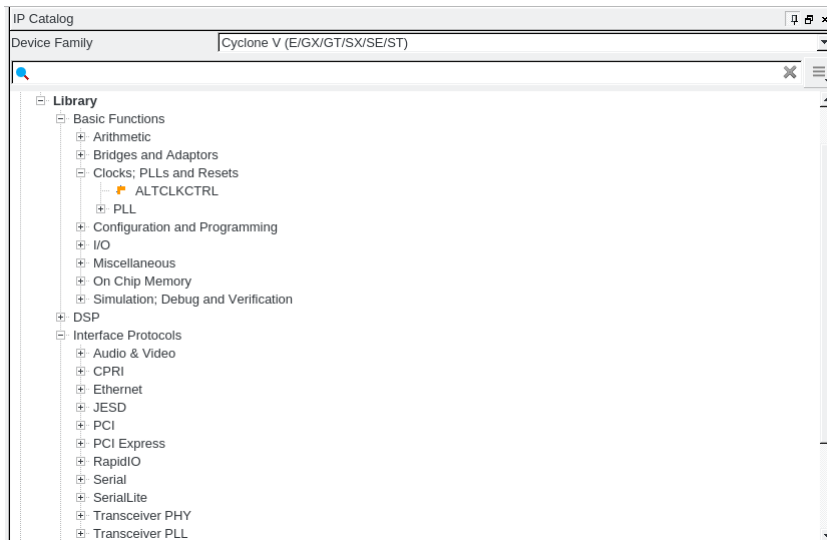 IP Catalog
Device Family Cyclone V (E/GX/GT/SX/SE/ST)
Library
Basic Functions
Arithmetic
Bridges and Adaptors
Clocks; PLLs and Resets
ALTCLKCTRL
PLL
Configuration and Programming
I/O
Miscellaneous
On Chip Memory
Simulation; Debug and Verification
DSP
Interface Protocols
Audio & Video
CPRI
Ethernet
JESD
PCI
PCI Express
RapidIO
Serial
SerialLite
Transceiver PHY
Transceiver PLL